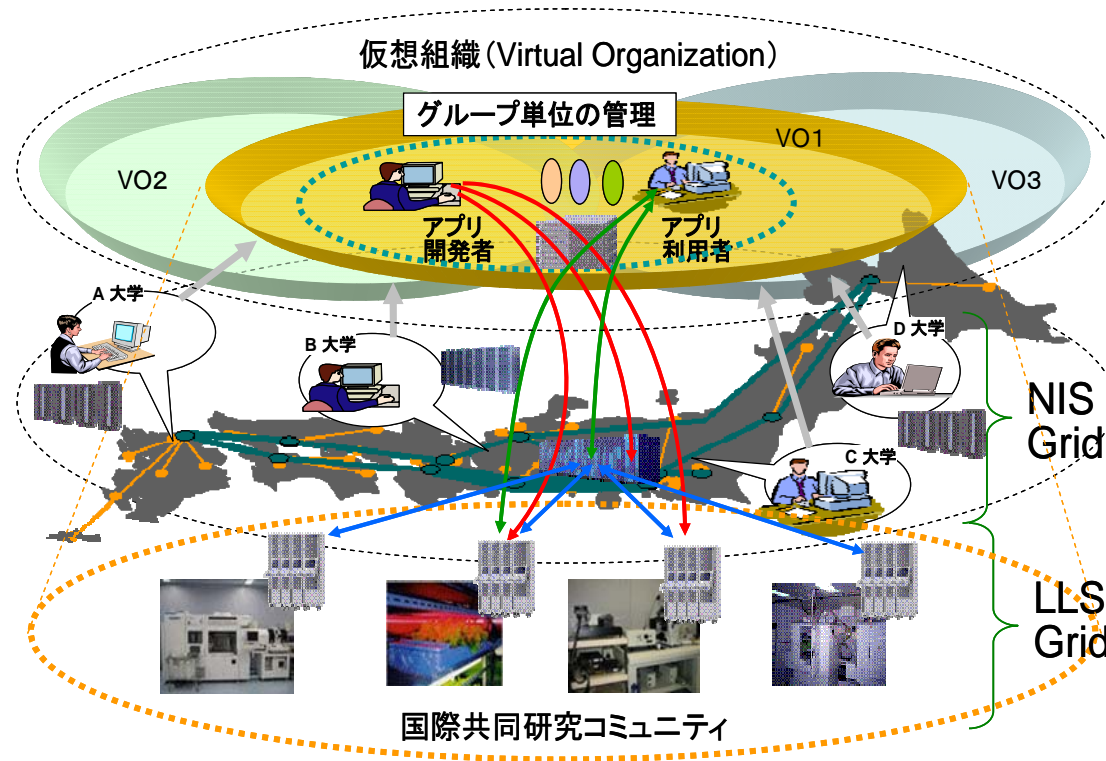 仮想組織(Virtual Organization)
グループ単位の管理
VO1
VO2
VO3
アプリ
開発者
アプリ
利用者
A 大学
B 大学
D 大学
C 大学
NIS
Grid
LLS
Grid
国際共同研究コミュニティ